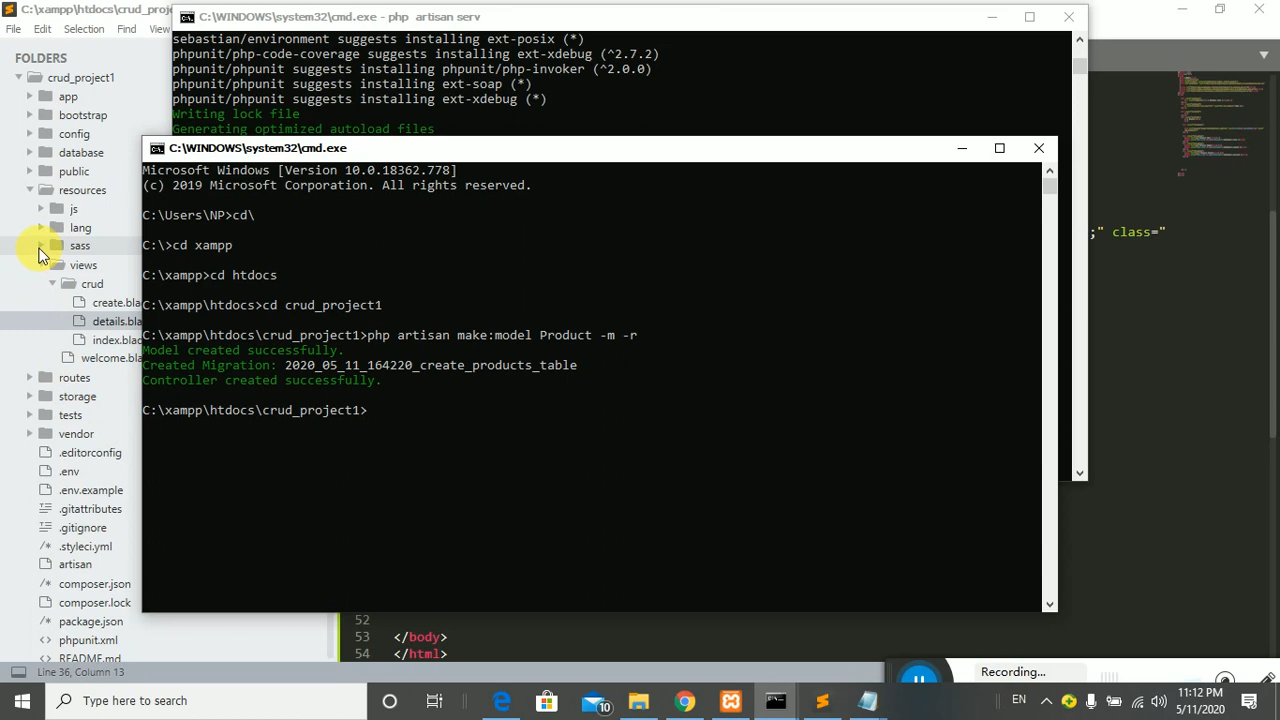 C:\xampp\htdocs\crud_proje
C:\WINDOWS\system32\cmd.exe - php artisan serv
File Edit Selection Find View
sebastian/environment suggests installing ext-posix (*)
phpunit/php-code-coverage suggests installing ext-xdebug (^2.7.2)
phpunit/phpunit suggests installing phpunit/php-invoker (^2.0.0)
phpunit/phpunit suggests installing ext-soap (*)
phpunit/phpunit suggests installing ext-xdebug (*)
Writing lock file
Generating optimized autoload files
FOLDERS
crud_project1
app
bootstrap
config
database
public
resources
js
lang
sass
views
crud
create.bla
details.bla
index.blad
welcome.bla
routes
storage
tests
vendor
.editorconfig
.env
.env.example
.gitattributes
.gitignore
.styleci.yml
artisan
composer.json
composer.lock
package.json
phpunit.xml
README.md
C:\WINDOWS\system32\cmd.exe
Microsoft Windows [Version 10.0.18362.778]
(c) 2019 Microsoft Corporation. All rights reserved.
C:\Users\NP>cd\
C:\>cd xampp
C:\xampp>cd htdocs
C:\xampp\htdocs>cd crud_project1
C:\xampp\htdocs\crud_project1>php artisan make:model Product -m -r
Model created successfully.
Created Migration: 2020_05_11_164220_create_products_table
Controller created successfully.
C:\xampp\htdocs\crud_project1>
;" class="
52
53 </body>
54 </html>
Line 36, Column 13
Recording...
Type here to search
10
EN
11:12 PM
5/11/2020